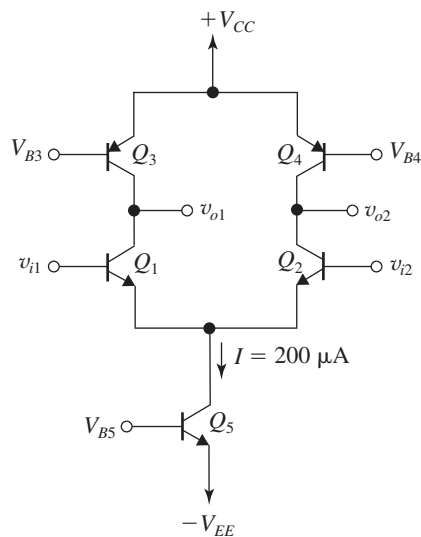 +V_CC
V_B3
Q_3
Q_4
V_B4
v_o1
v_o2
v_i1
Q_1
Q_2
v_i2
I = 200 μA
V_B5
Q_5
−V_EE